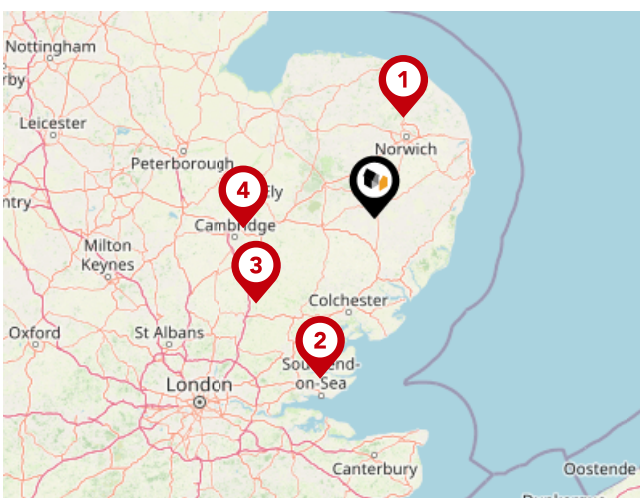 Nottingham
rby
1
Leicester
Norwich
Peterborough
4
Ely
ntry
Cambridge
Milton
Keynes
3
Colchester
Oxford
St Albans
2
Southend-
on-Sea
London
Canterbury
Oostende